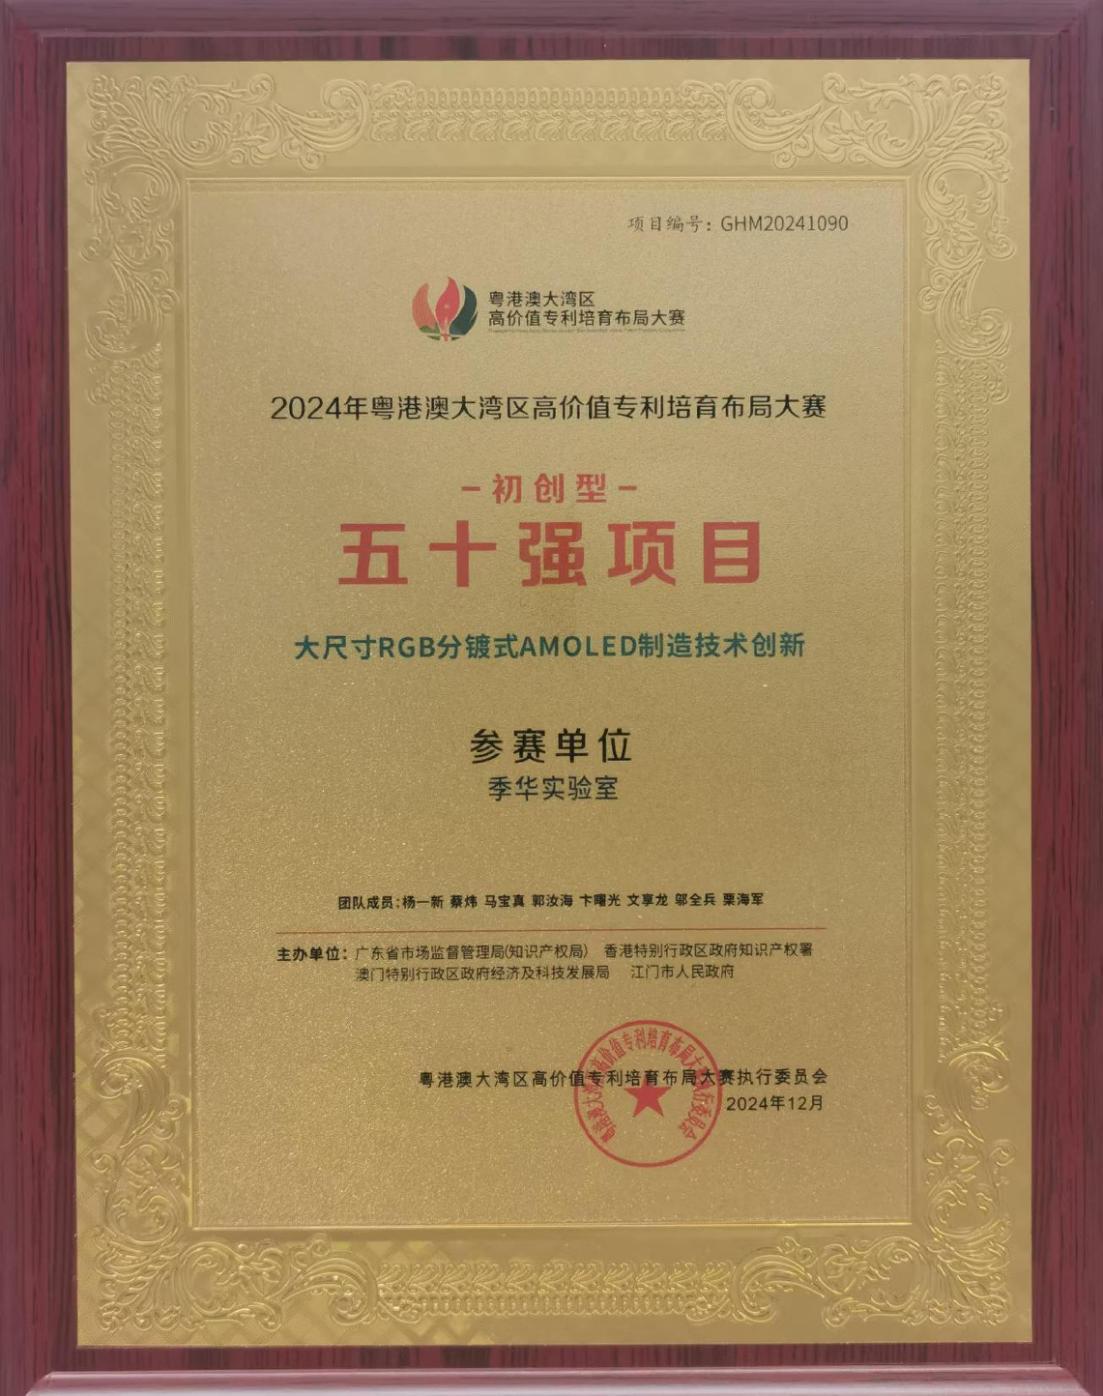 项目编号：GHM20241090
粤港澳大湾区
高价值专利培育布局大赛
2024年粤港澳大湾区高价值专利培育布局大赛
-初创型-
五十强项目
大尺寸RGB分镀式AMOLED制造技术创新
参赛单位
季华实验室
团队成员:杨一新 蔡炜 马宝真 郭汝海 卞曙光 文享龙 邬全兵 栗海军
主办单位：广东省市场监督管理局(知识产权局) 香港特别行政区政府知识产权署
澳门特别行政区政府经济及科技发展局 江门市人民政府
粤港澳大湾区高价值专利培育布局大赛执行委员会
2024年12月